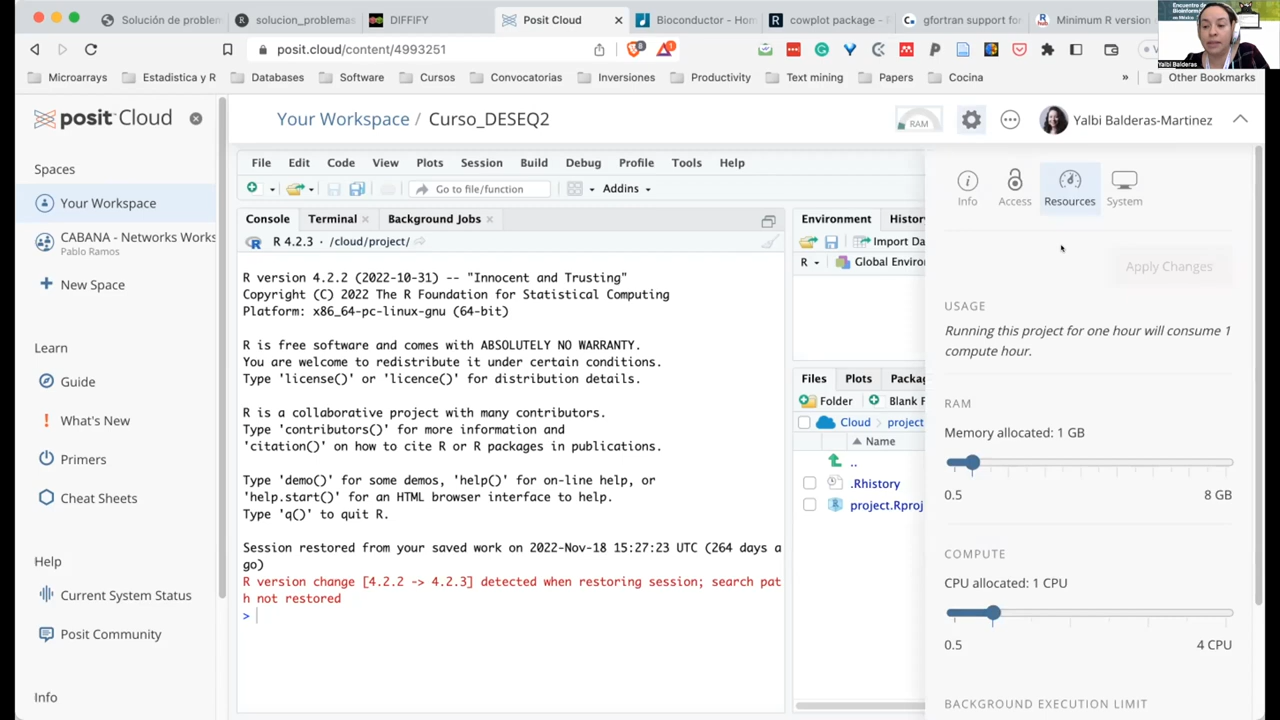 Solución de problem
solucion_problemas
DIFFIFY
Posit Cloud
Bioconductor - Hom
cowplot package - R
gfortran support for
Minimum R version
posit.cloud/content/4993251
Microarrays
Estadistica y R
Databases
Software
Cursos
Convocatorias
Inversiones
Productivity
Text mining
Papers
Cocina
»
Other Bookmarks
Yalbi Balderas
posit Cloud
Your Workspace / Curso_DESEQ2
RAM
Yalbi Balderas-Martinez
Spaces
Your Workspace
CABANA - Networks Works
Pablo Ramos
New Space
Learn
Guide
What's New
Primers
Cheat Sheets
Help
Current System Status
Posit Community
Info
File Edit Code View Plots Session Build Debug Profile Tools Help
Go to file/function
Addins
Console Terminal Background Jobs
R 4.2.3 · /cloud/project/
R version 4.2.2 (2022-10-31) -- "Innocent and Trusting"
Copyright (C) 2022 The R Foundation for Statistical Computing
Platform: x86_64-pc-linux-gnu (64-bit)
R is free software and comes with ABSOLUTELY NO WARRANTY.
You are welcome to redistribute it under certain conditions.
Type 'license()' or 'licence()' for distribution details.
R is a collaborative project with many contributors.
Type 'contributors()' for more information and
'citation()' on how to cite R or R packages in publications.
Type 'demo()' for some demos, 'help()' for on-line help, or
'help.start()' for an HTML browser interface to help.
Type 'q()' to quit R.
Session restored from your saved work on 2022-Nov-18 15:27:23 UTC (264 days a
go)
R version change [4.2.2 -> 4.2.3] detected when restoring session; search pat
h not restored
>
Environment Histor
Import Da
R Global Enviro
Files Plots Packag
Folder Blank F
Cloud project
Name
..
.Rhistory
project.Rproj
Info
Access
Resources
System
Apply Changes
USAGE
Running this project for one hour will consume 1
compute hour.
RAM
Memory allocated: 1 GB
0.5 8 GB
COMPUTE
CPU allocated: 1 CPU
0.5 4 CPU
BACKGROUND EXECUTION LIMIT